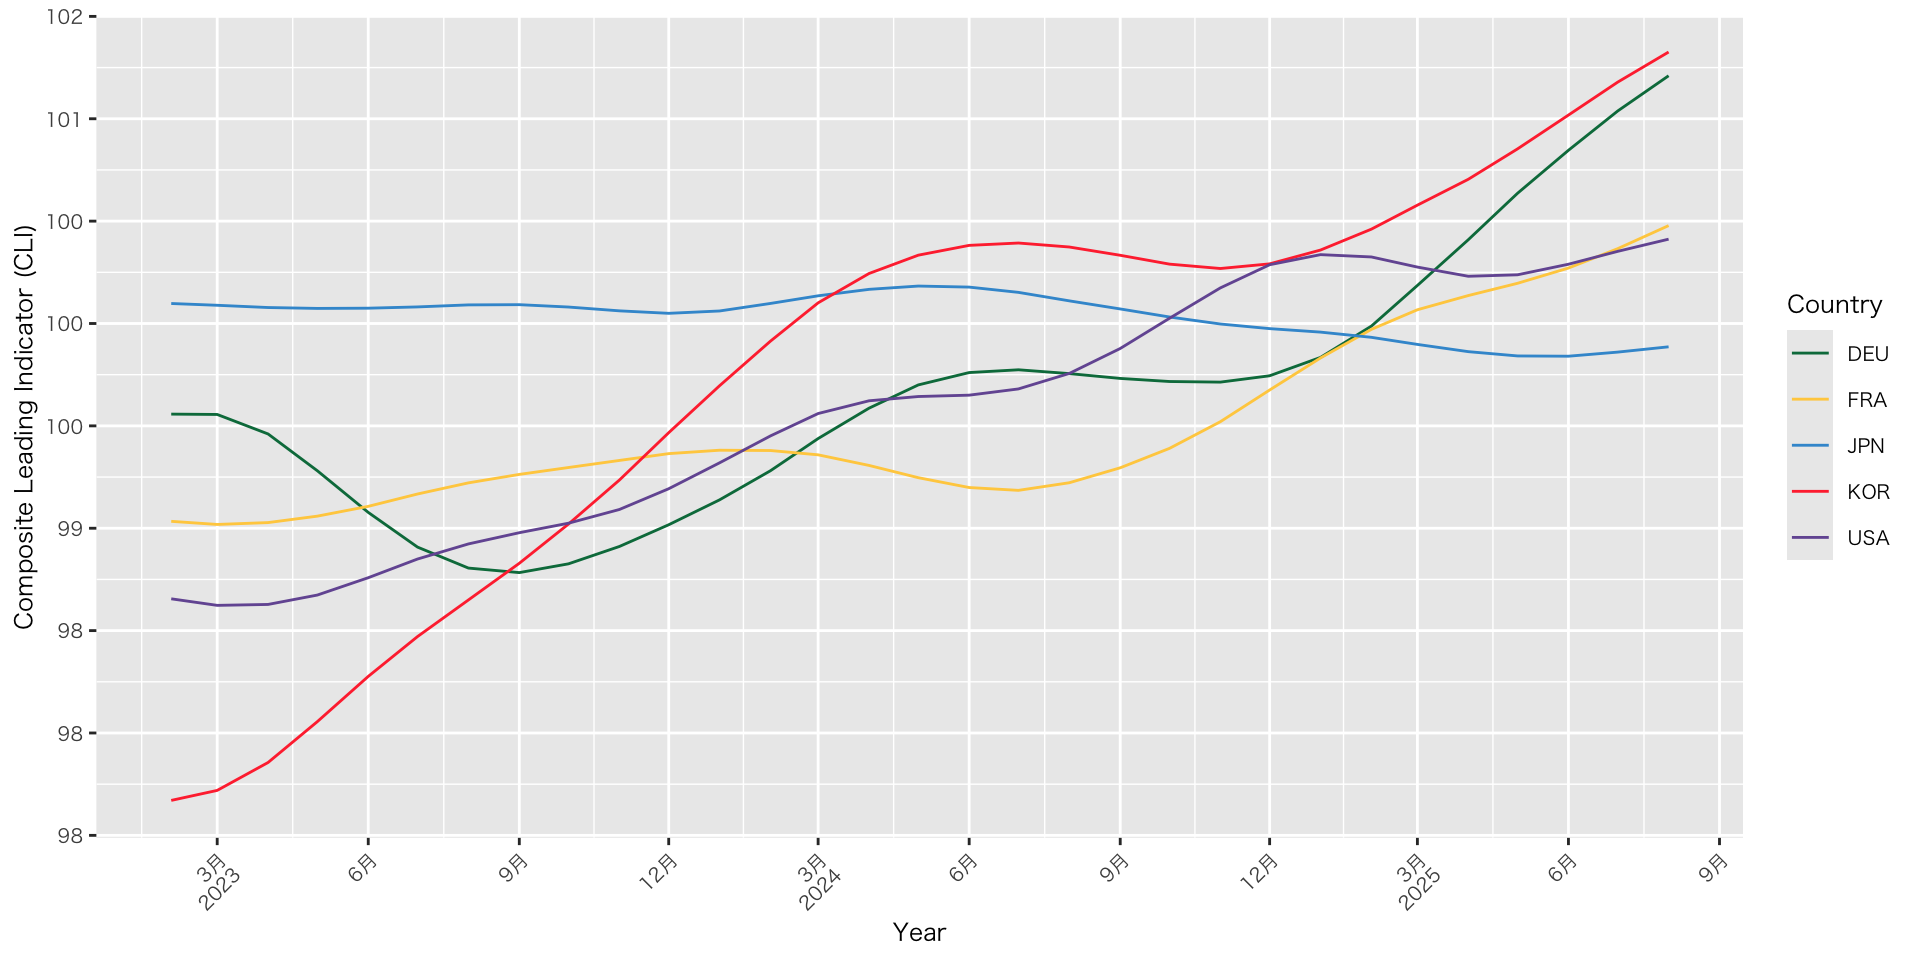 Composite Leading Indicator (CLI)
102
101
100
100
100
99
98
98
98
3月
2023
6月
9月
12月
3月
2024
6月
9月
12月
3月
2025
6月
9月
Year
Country
DEU
FRA
JPN
KOR
USA